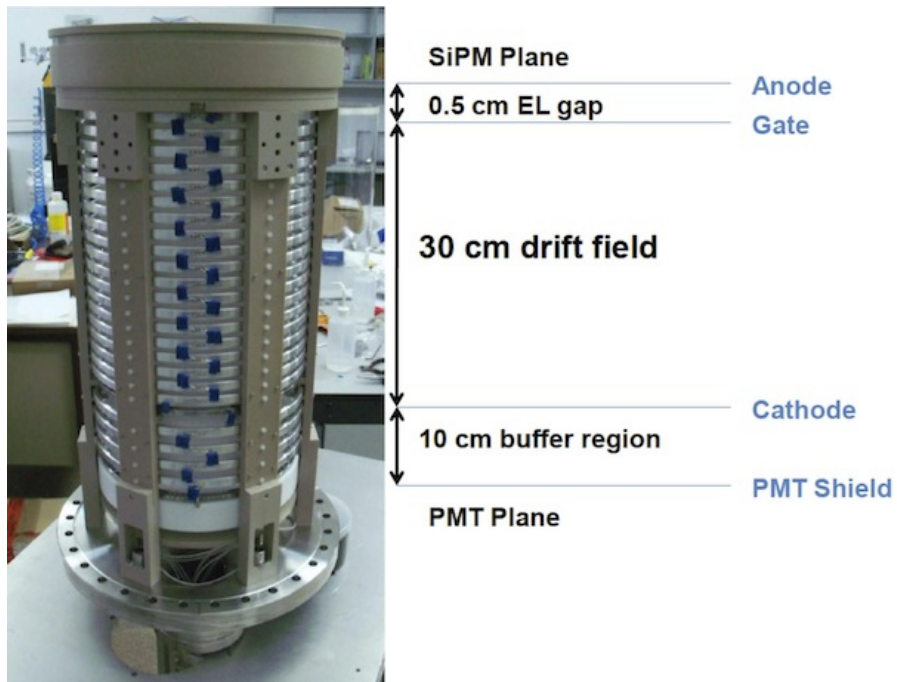 SiPM Plane
Anode
0.5 cm EL gap
Gate
30 cm drift field
Cathode
10 cm buffer region
PMT Shield
PMT Plane